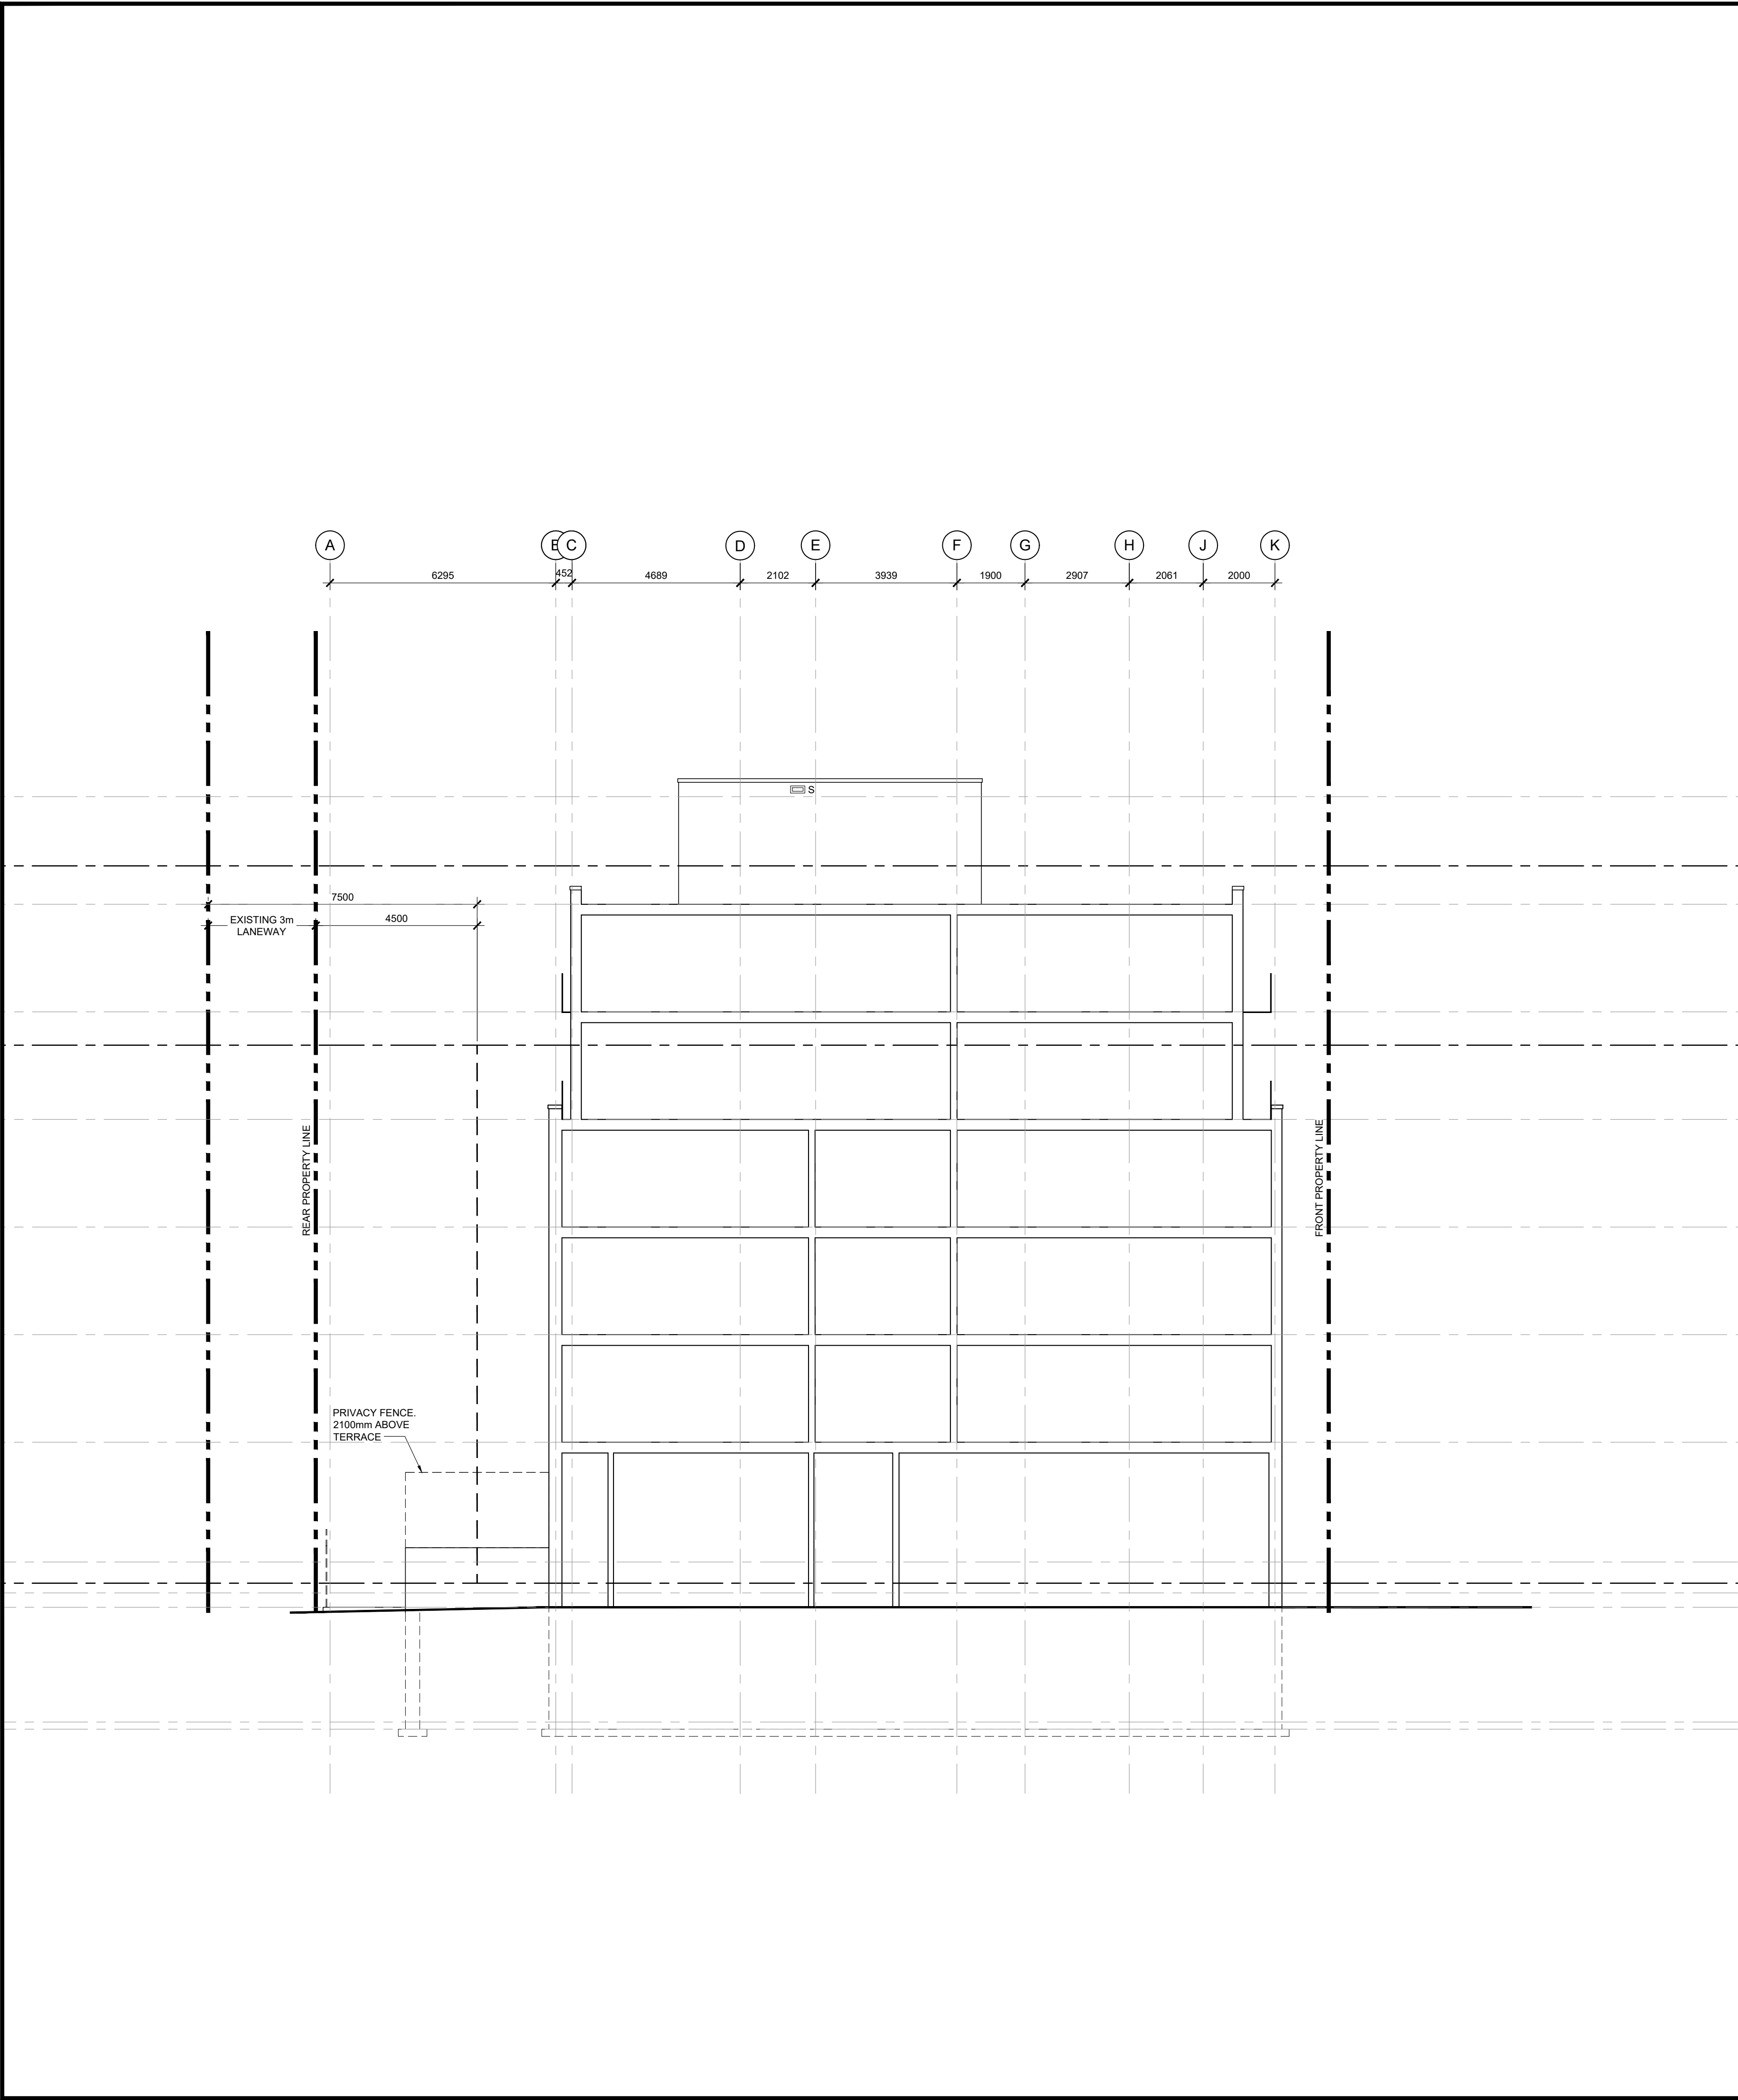 A B C D E F G H J K
6295 452 4689 2102 3939 1900 2907 2061 2000
S
7500
EXISTING 3m
LANEWAY
4500
REAR PROPERTY LINE
FRONT PROPERTY LINE
PRIVACY FENCE.
2100mm ABOVE
TERRACE